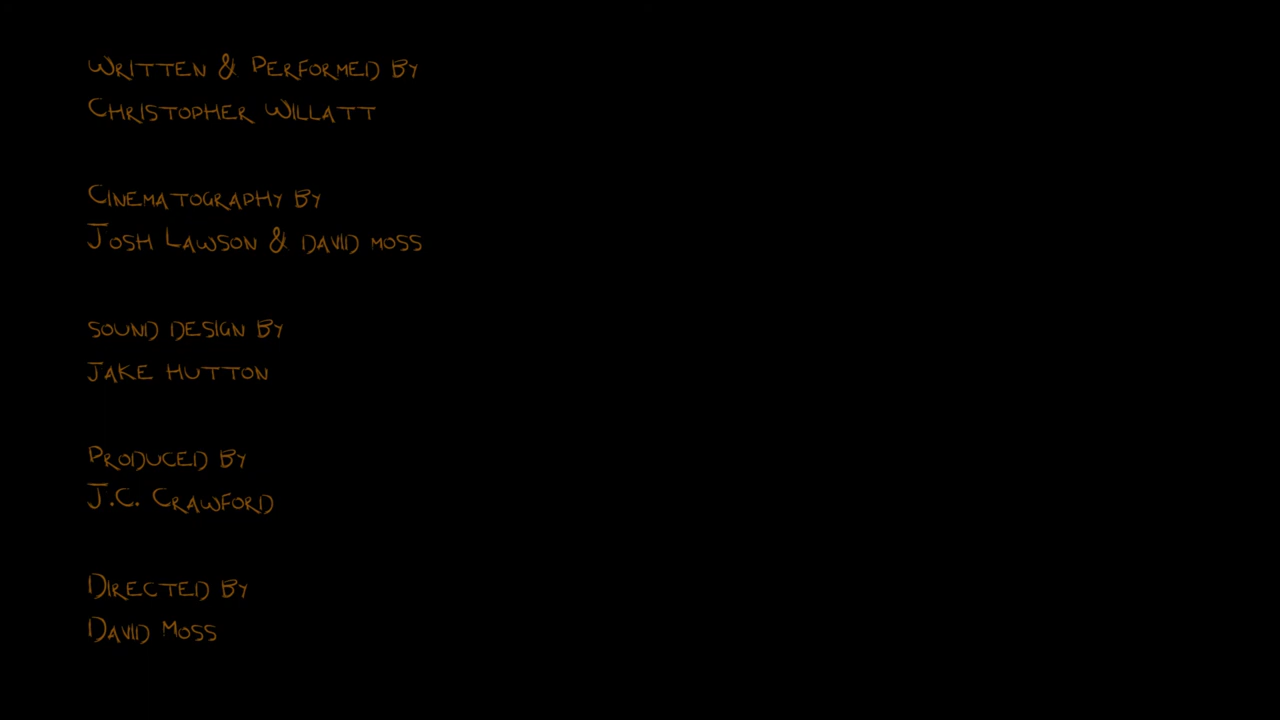 Written & Performed by
Christopher Willatt
Cinematography by
Josh Lawson & david moss
sound design by
Jake Hutton
Produced by
J.C. Crawford
Directed by
David Moss